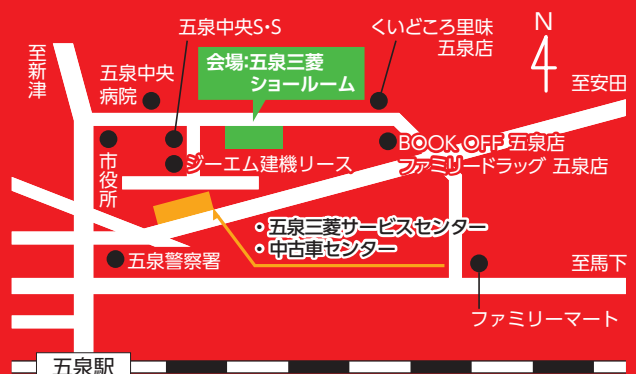 五泉中央S・S
くいどころ里味
五泉店
N
至新津
会場:五泉三菱
ショールーム
五泉中央
病院
至安田
市役所
ジーエム建機リース
BOOK OFF 五泉店
ファミリードラッグ 五泉店
・五泉三菱サービスセンター
・中古車センター
五泉警察署
至馬下
ファミリーマート
五泉駅